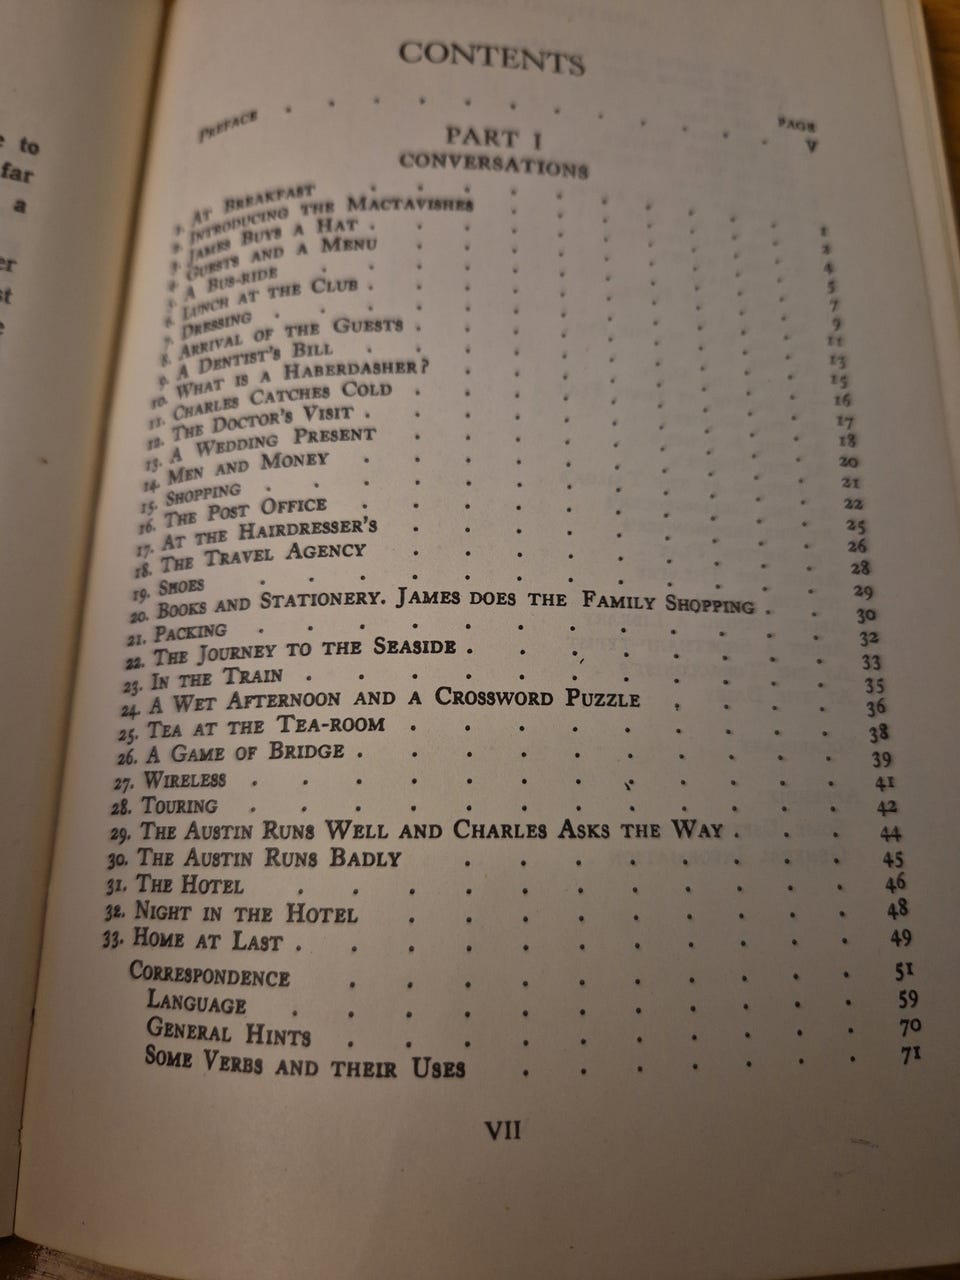 to
far
a
CONTENTS
PAGE
PREFACE V
PART I
CONVERSATIONS
1. AT BREAKFAST 1
2. INTRODUCING THE MACTAVISHES 2
3. JAMES BUYS A HAT 4
4. GUESTS AND A MENU 5
5. A BUS-RIDE 7
6. LUNCH AT THE CLUB 9
7. DRESSING 11
8. ARRIVAL OF THE GUESTS 13
9. A DENTIST'S BILL 15
10. WHAT IS A HABERDASHER? 16
11. CHARLES CATCHES COLD 17
12. THE DOCTOR'S VISIT 18
13. A WEDDING PRESENT 20
14. MEN AND MONEY 21
15. SHOPPING 22
16. THE POST OFFICE 25
17. AT THE HAIRDRESSER'S 26
18. THE TRAVEL AGENCY 28
19. SHOES 29
20. BOOKS AND STATIONERY. JAMES DOES THE FAMILY SHOPPING 30
21. PACKING 32
22. THE JOURNEY TO THE SEASIDE 33
23. IN THE TRAIN 35
24. A WET AFTERNOON AND A CROSSWORD PUZZLE 36
25. TEA AT THE TEA-ROOM 38
26. A GAME OF BRIDGE 39
27. WIRELESS 41
28. TOURING 42
29. THE AUSTIN RUNS WELL AND CHARLES ASKS THE WAY 44
30. THE AUSTIN RUNS BADLY 45
31. THE HOTEL 46
32. NIGHT IN THE HOTEL 48
33. HOME AT LAST 49
CORRESPONDENCE 51
LANGUAGE 59
GENERAL HINTS 70
SOME VERBS AND THEIR USES 71
VII